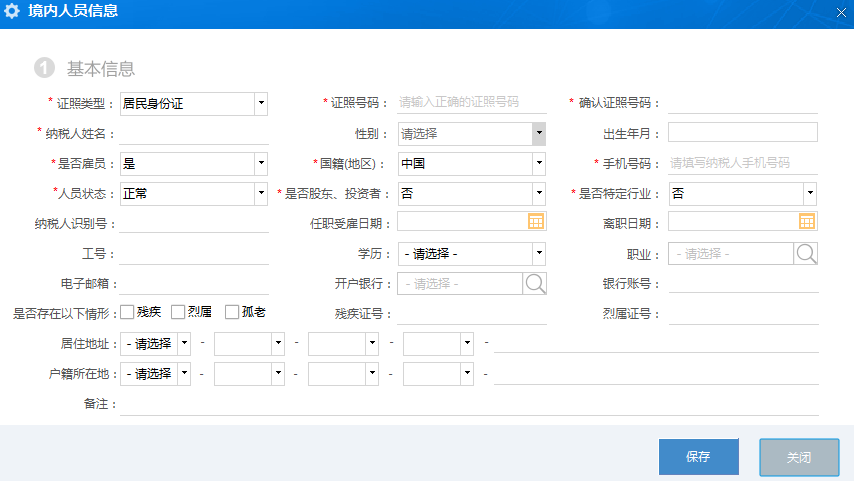 境内人员信息
1 基本信息
* 证照类型： 居民身份证 * 证照号码： 请输入正确的证照号码 * 确认证照号码：
* 纳税人姓名： 性别： 请选择 出生年月：
* 是否雇员： 是 * 国籍(地区)： 中国 * 手机号码： 请填写纳税人手机号码
* 人员状态： 正常 * 是否股东、投资者： 否 * 是否特定行业： 否
纳税人识别号： 任职受雇日期： 离职日期：
工号： 学历： - 请选择 - 职业： - 请选择 -
电子邮箱： 开户银行： - 请选择 - 银行账号：
是否存在以下情形： 残疾 烈属 孤老 残疾证号： 烈属证号：
居住地址： - 请选择 - - - -
户籍所在地： - 请选择 - - - -
备注：
保存 关闭